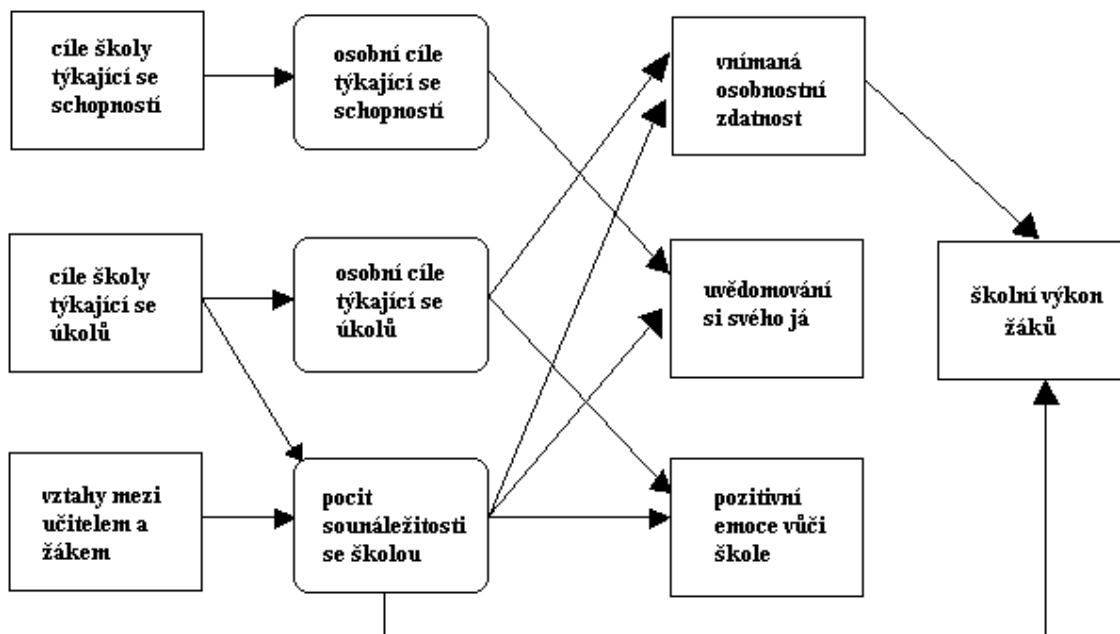 cíle školy
týkající se
schopností
osobní cíle
týkající se
schopností
vnímaná
osobnostní
zdatnost
cíle školy
týkající se
úkolů
osobní cíle
týkající se
úkolů
uvědomování
si svého já
školní výkon
žáků
vztahy mezi
učitelem a
žákem
pocit
sounáležitosti
se školou
pozitivní
emoce vůči
škole